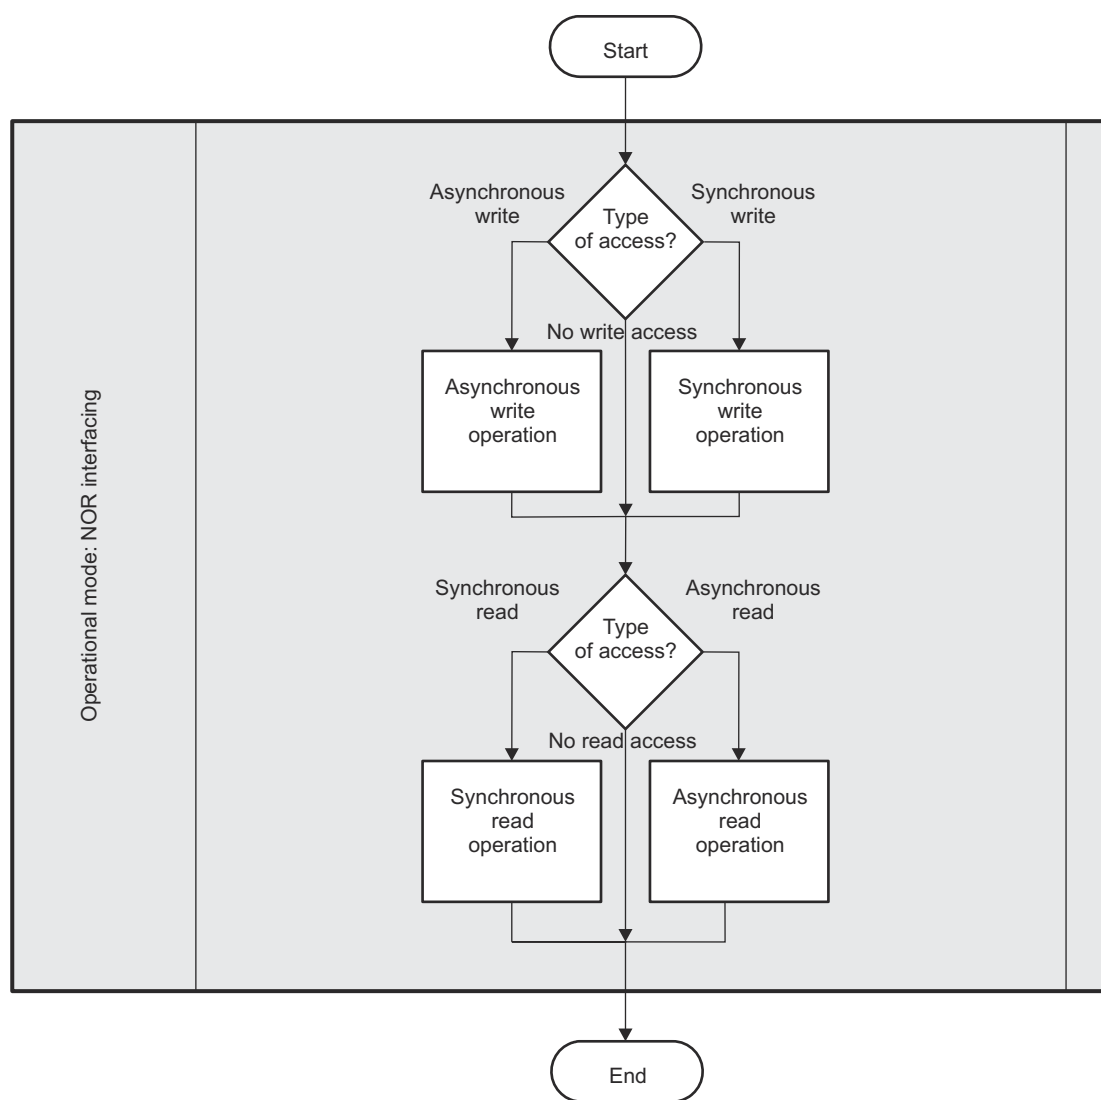 Start
Asynchronous
write
Synchronous
write
Type
of access?
No write access
Asynchronous
write
operation
Synchronous
write
operation
Operational mode: NOR interfacing
Synchronous
read
Asynchronous
read
Type
of access?
No read access
Synchronous
read
operation
Asynchronous
read
operation
End